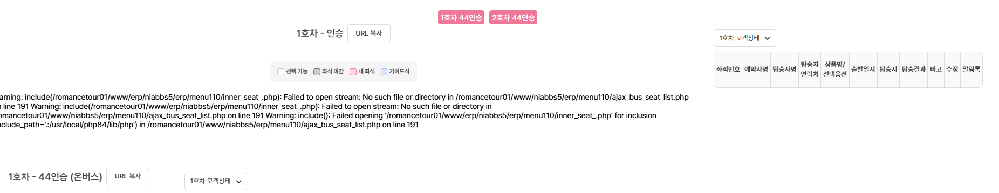 1호차 44인승 2호차 44인승
1호차 - 인승 URL 복사
1호차 모객상태
선택 가능 좌석 마감 내 좌석 가이드석
좌석번호 예약자명 탑승자명 탑승자 연락처 상품명/ 선택옵션 출발일시 탑승지 탑승결과 비고 수정 알림톡
arning: include(/romancetour01/www/erp/niabbs5/erp/menu110/inner_seat_.php): Failed to open stream: No such file or directory in /romancetour01/www/niabbs5/erp/menu110/ajax_bus_seat_list.php
line 191 Warning: include(/romancetour01/www/erp/niabbs5/erp/menu110/inner_seat_.php): Failed to open stream: No such file or directory in
omancetour01/www/niabbs5/erp/menu110/ajax_bus_seat_list.php on line 191 Warning: include(): Failed opening '/romancetour01/www/erp/niabbs5/erp/menu110/inner_seat_.php' for inclusion
clude_path='.:/usr/local/php84/lib/php') in /romancetour01/www/niabbs5/erp/menu110/ajax_bus_seat_list.php on line 191
1호차 - 44인승 (온버스) URL 복사
1호차 모객상태